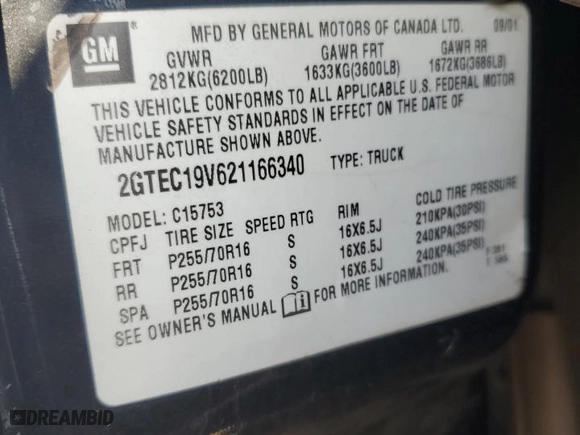 GM
MFD BY GENERAL MOTORS OF CANADA LTD. 09/01
GVWR GAWR FRT GAWR RR
2812KG(6200LB) 1633KG(3600LB) 1672KG(3686LB)
THIS VEHICLE CONFORMS TO ALL APPLICABLE U.S. FEDERAL MOTOR
VEHICLE SAFETY STANDARDS IN EFFECT ON THE DATE OF
MANUFACTURE SHOWN ABOVE.
2GTEC19V621166340 TYPE: TRUCK
MODEL: C15753
CPFJ TIRE SIZE SPEED RTG RIM COLD TIRE PRESSURE
FRT P255/70R16 S 16X6.5J 210KPA(30PSI)
RR P255/70R16 S 16X6.5J 240KPA(35PSI)
SPA P255/70R16 S 16X6.5J 240KPA(35PSI)
SEE OWNER'S MANUAL FOR MORE INFORMATION.
DREAMBID